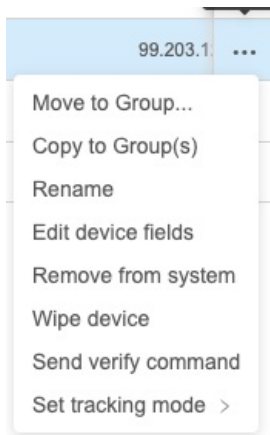 99.203.1
...
Move to Group...
Copy to Group(s)
Rename
Edit device fields
Remove from system
Wipe device
Send verify command
Set tracking mode >